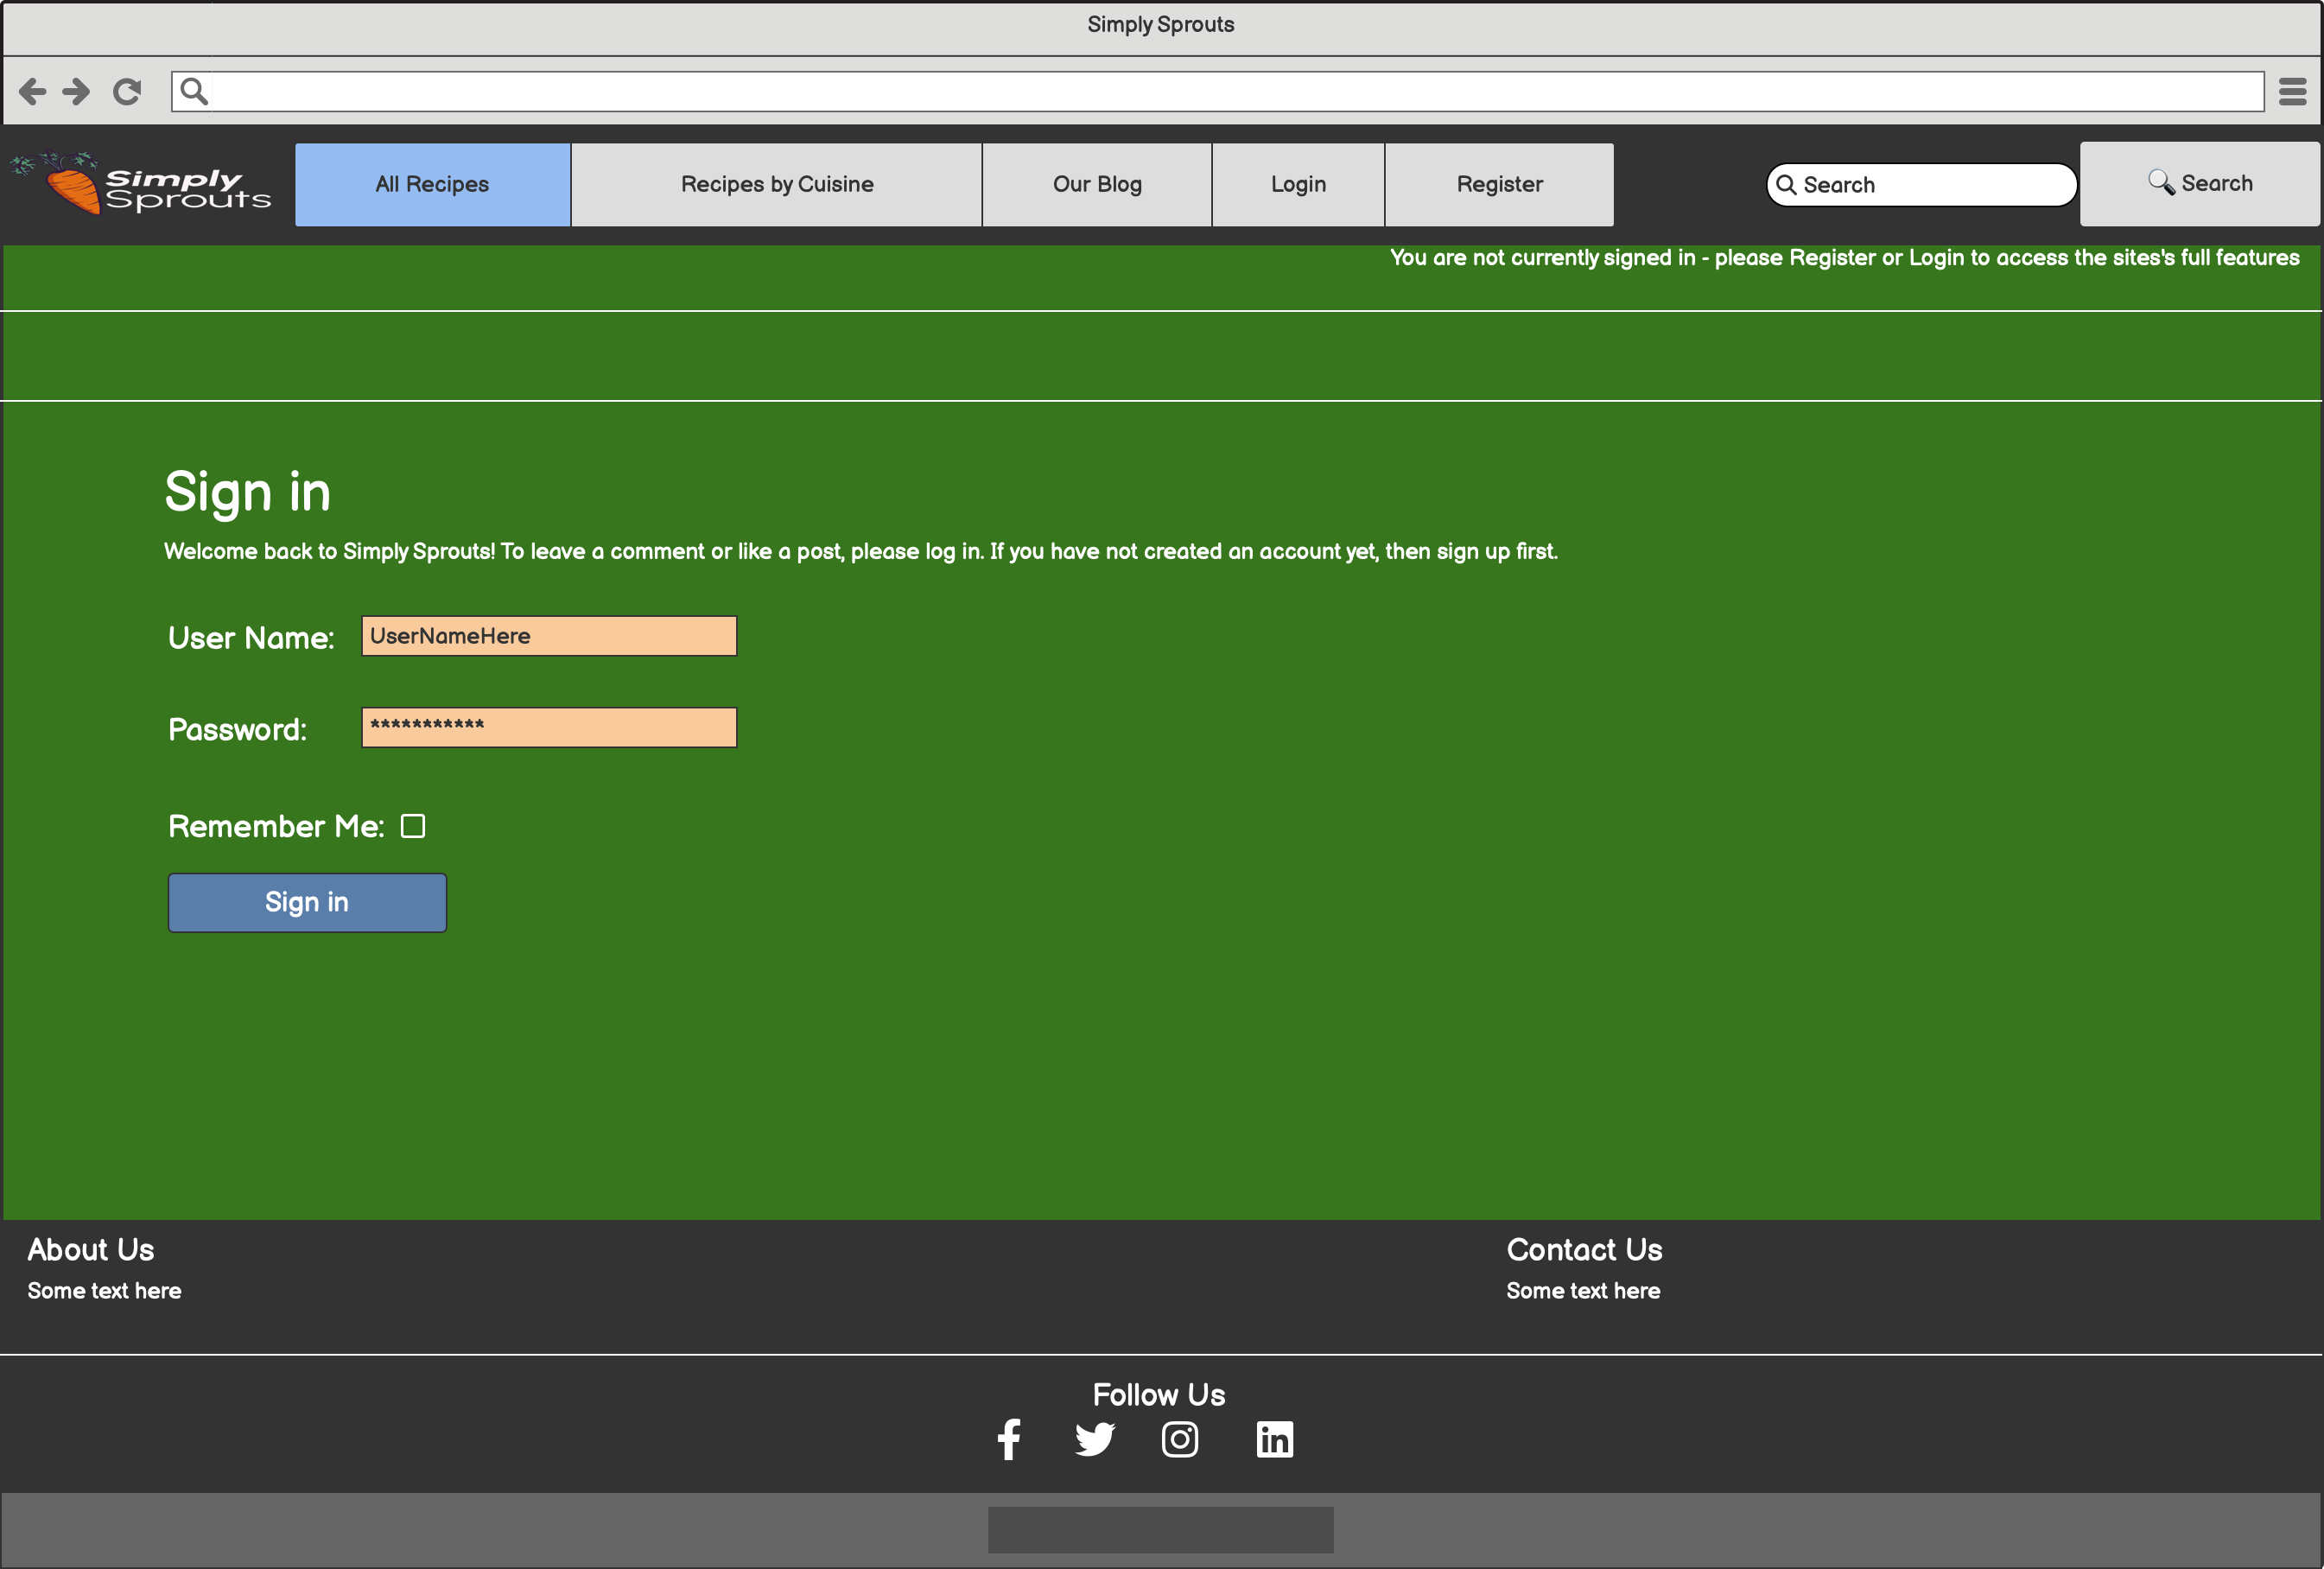 Simply Sprouts
Simply
Sprouts
All Recipes
Recipes by Cuisine
Our Blog
Login
Register
Search
Search
You are not currently signed in - please Register or Login to access the sites's full features
Sign in
Welcome back to Simply Sprouts! To leave a comment or like a post, please log in. If you have not created an account yet, then sign up first.
User Name:
UserNameHere
Password:
***********
Remember Me:
Sign in
About Us
Contact Us
Some text here
Some text here
Follow Us